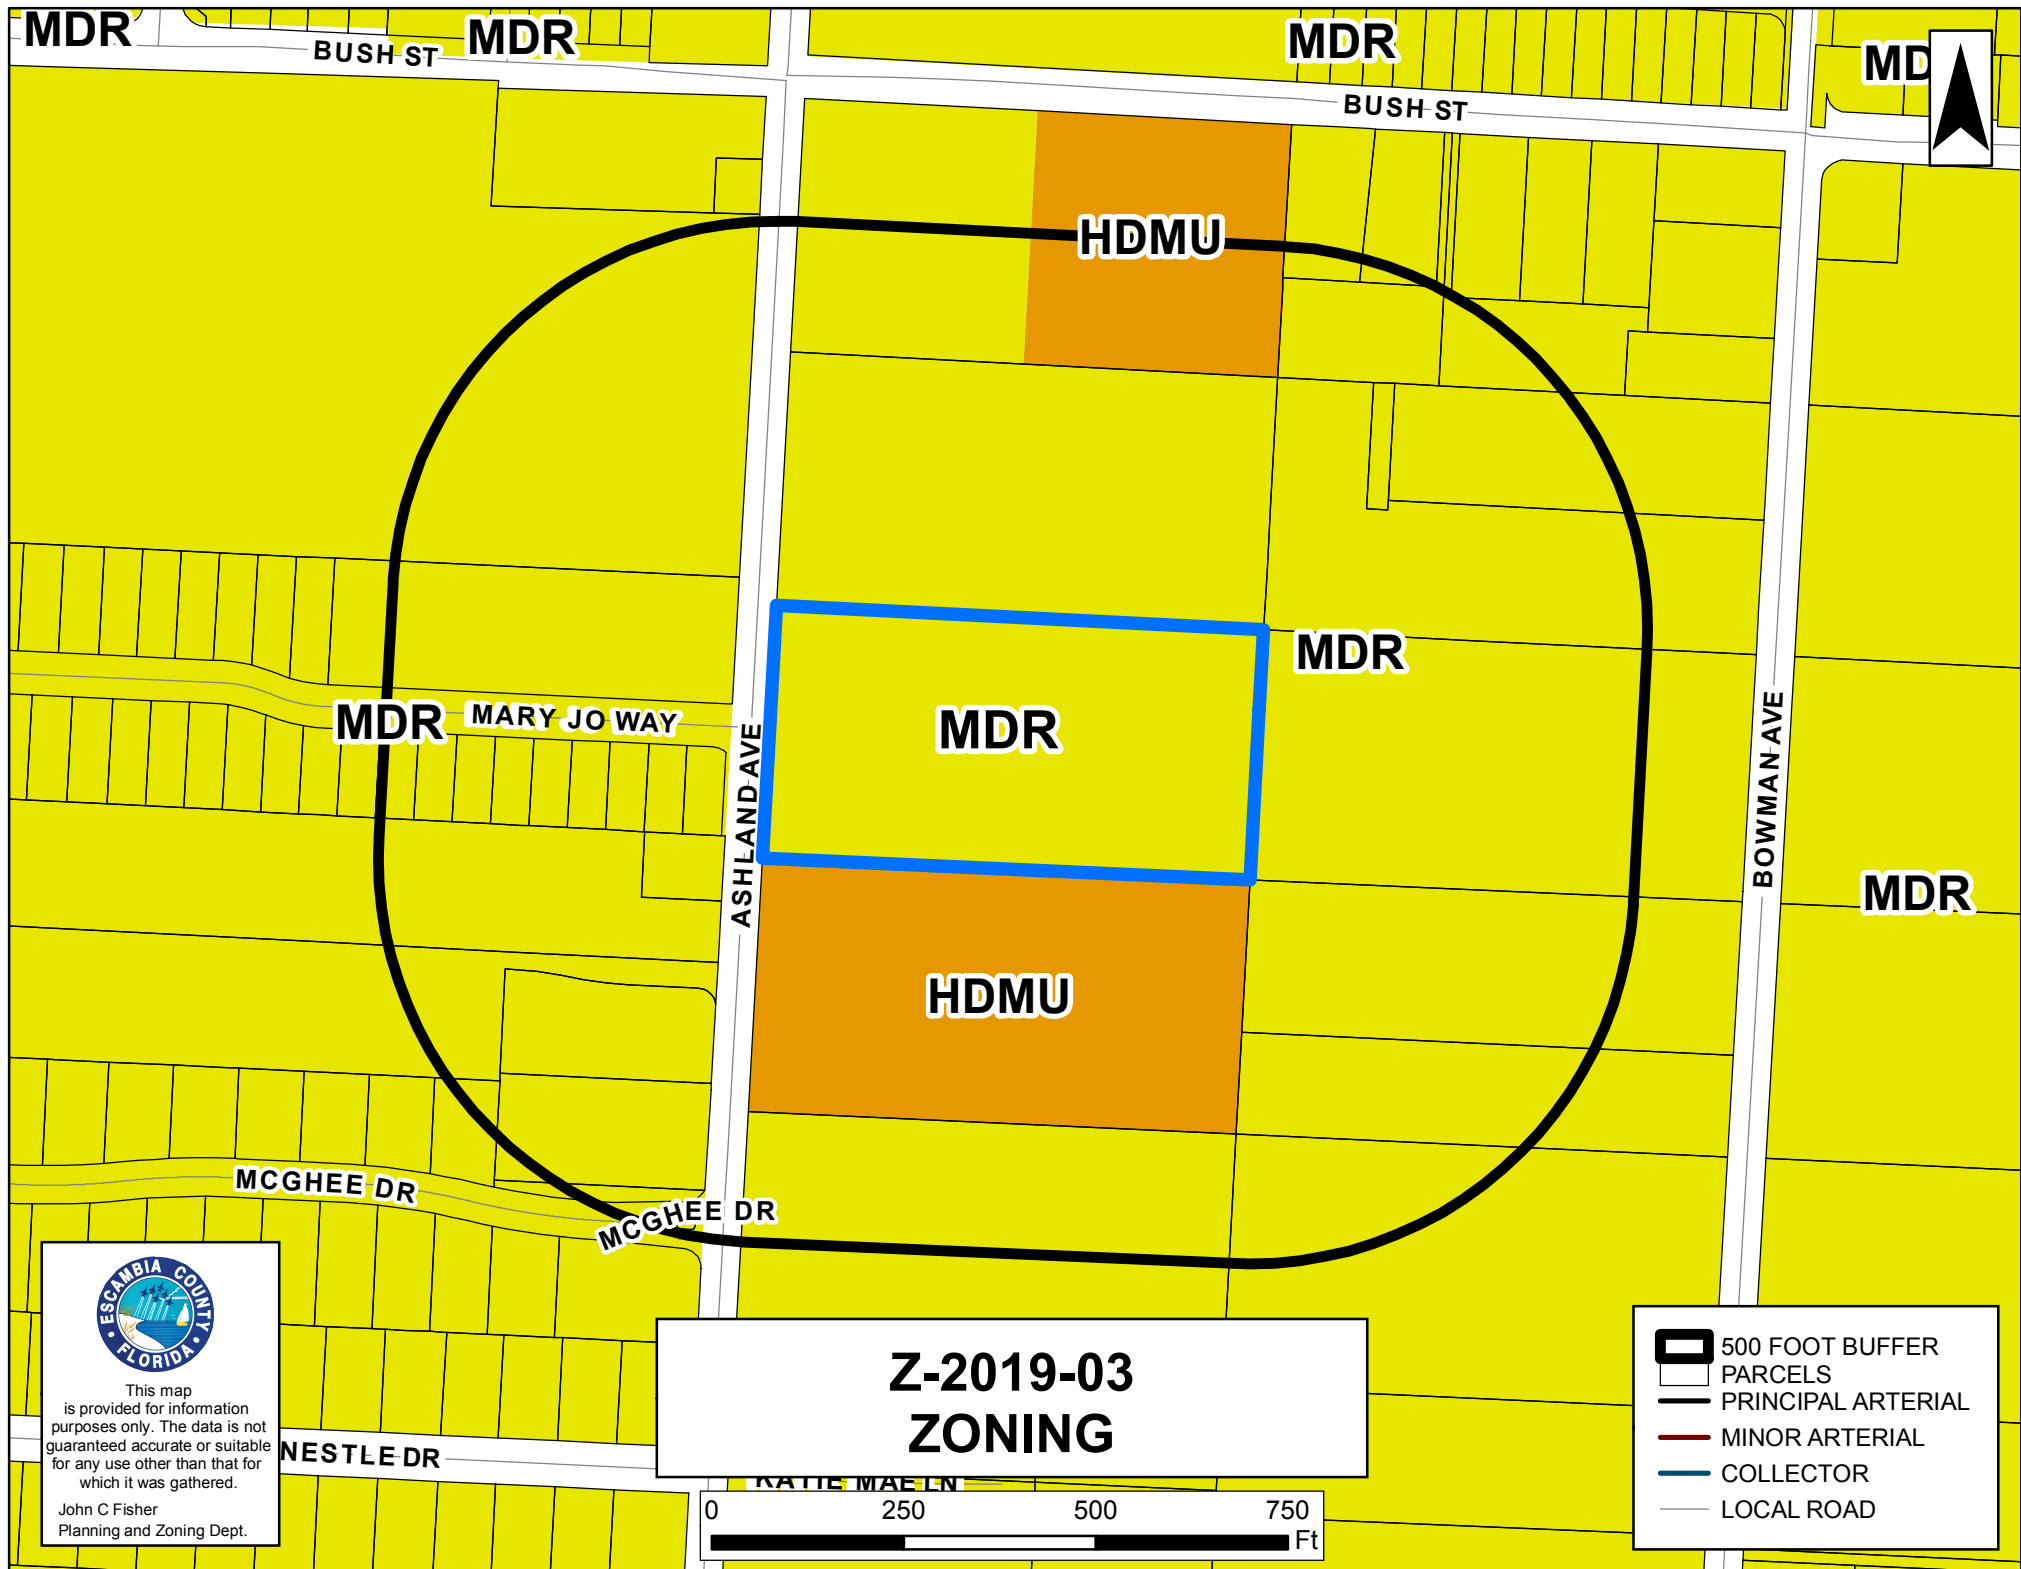 MDR
MDR
MDR
MD
BUSH ST
BUSH ST
HDMU
MDR
MDR
MARY JO WAY
MDR
ASHLAND AVE
BOWMAN AVE
MDR
HDMU
MCGHEE DR
MCGHEE DR
ESCAMBIA COUNTY
FLORIDA
This map
is provided for information
purposes only. The data is not
guaranteed accurate or suitable
for any use other than that for
which it was gathered.
John C Fisher
Planning and Zoning Dept.
NESTLE DR
Z-2019-03
ZONING
KATIE MAE LN
0 250 500 750
Ft
500 FOOT BUFFER
PARCELS
PRINCIPAL ARTERIAL
MINOR ARTERIAL
COLLECTOR
LOCAL ROAD